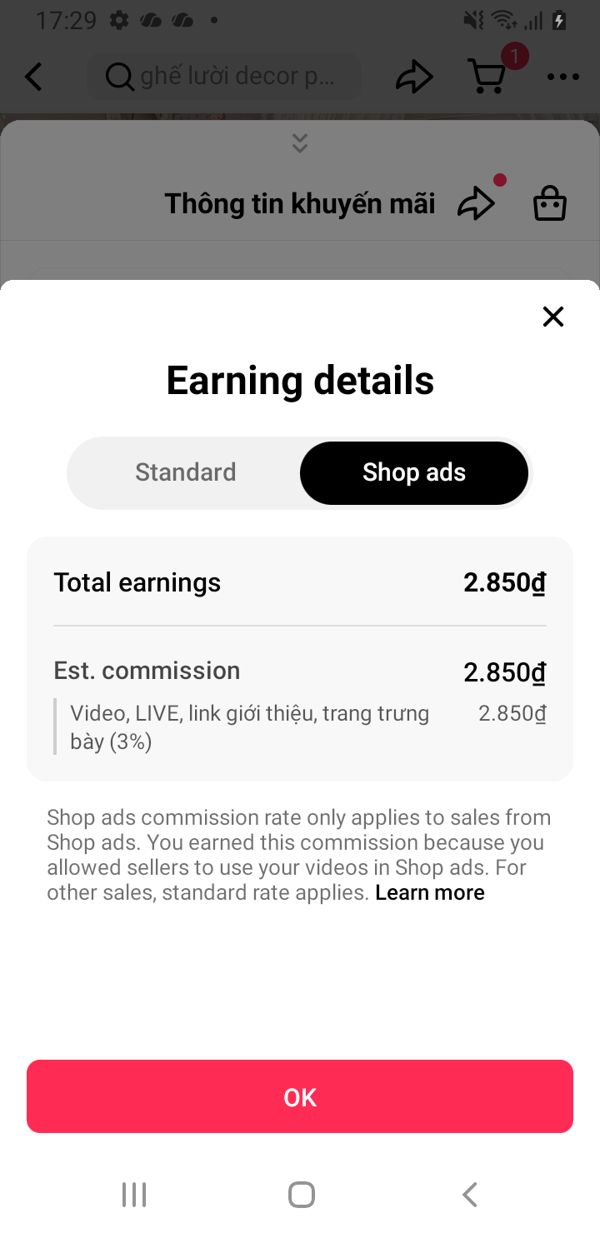 17:29
ghế lười decor p...
1
Thông tin khuyến mãi
Earning details
Standard
Shop ads
Total earnings 2.850₫
Est. commission 2.850₫
Video, LIVE, link giới thiệu, trang trưng 2.850₫
bày (3%)
Shop ads commission rate only applies to sales from
Shop ads. You earned this commission because you
allowed sellers to use your videos in Shop ads. For
other sales, standard rate applies. Learn more
OK